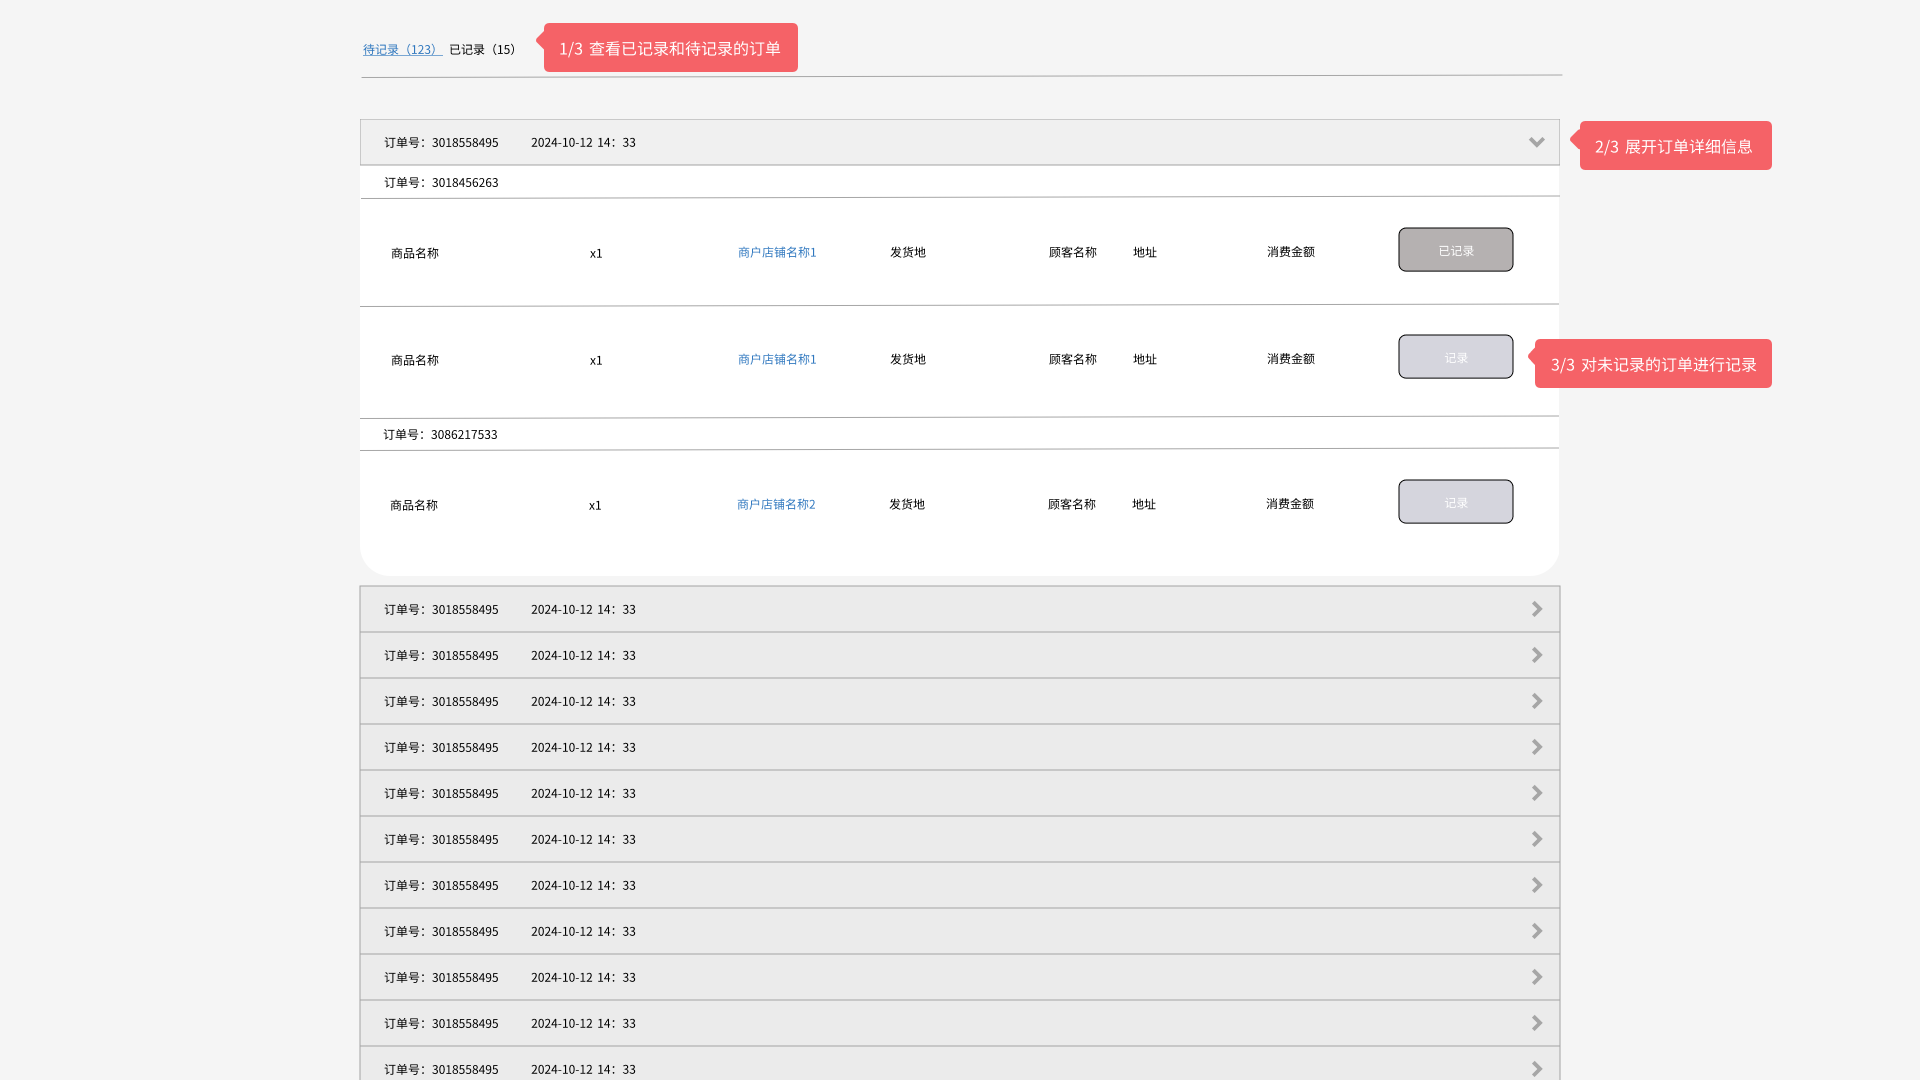 待记录（123） 已记录（15）
1/3 查看已记录和待记录的订单
订单号：3018558495 2024-10-12 14：33
2/3 展开订单详细信息
订单号：3018456263
商品名称 x1 商户店铺名称1 发货地 顾客名称 地址 消费金额 已记录
商品名称 x1 商户店铺名称1 发货地 顾客名称 地址 消费金额 记录
3/3 对未记录的订单进行记录
订单号：3086217533
商品名称 x1 商户店铺名称2 发货地 顾客名称 地址 消费金额 记录
订单号：3018558495 2024-10-12 14：33
订单号：3018558495 2024-10-12 14：33
订单号：3018558495 2024-10-12 14：33
订单号：3018558495 2024-10-12 14：33
订单号：3018558495 2024-10-12 14：33
订单号：3018558495 2024-10-12 14：33
订单号：3018558495 2024-10-12 14：33
订单号：3018558495 2024-10-12 14：33
订单号：3018558495 2024-10-12 14：33
订单号：3018558495 2024-10-12 14：33
订单号：3018558495 2024-10-12 14：33